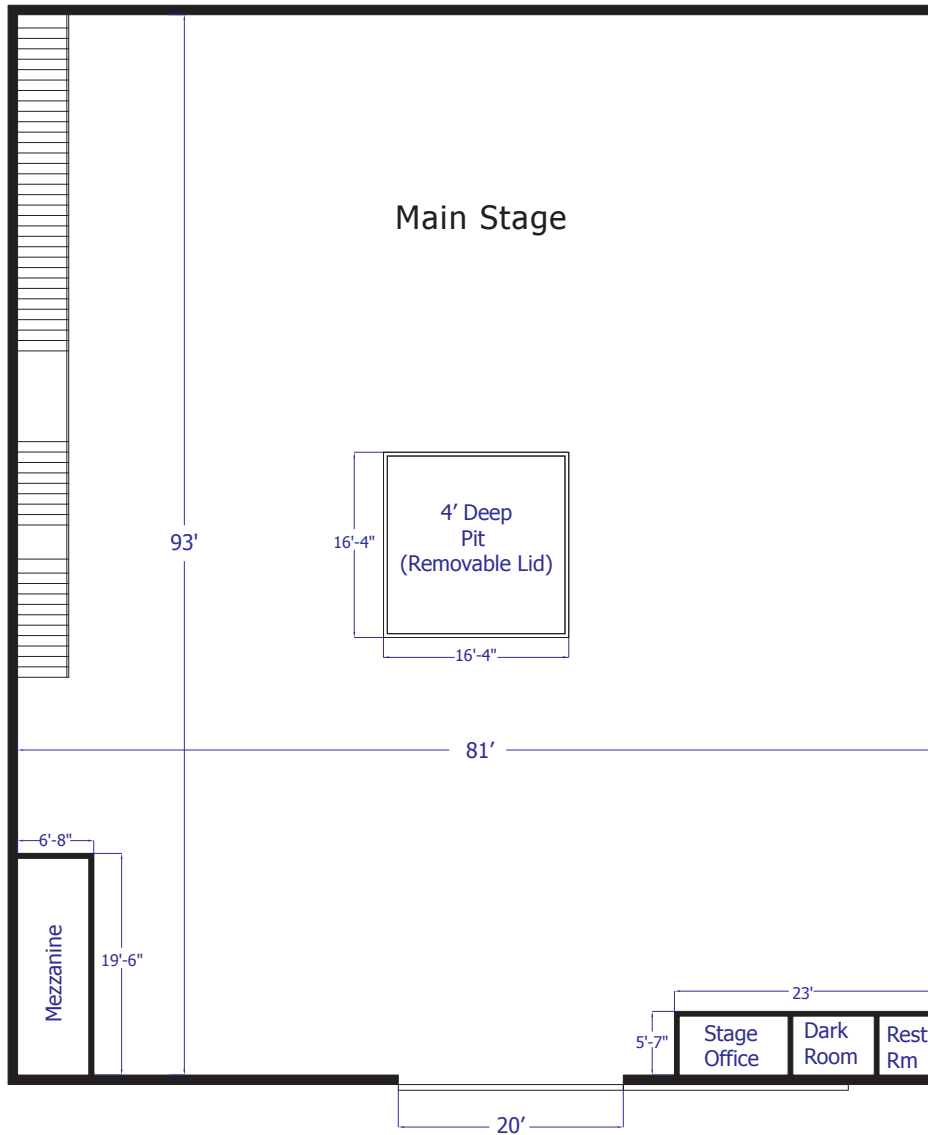 Main Stage
4′ Deep
Pit
(Removable Lid)
16'-4"
93'
16'-4"
81′
6'-8"
Mezzanine
19'-6"
23'
5'-7"
Stage
Office
Dark
Room
Rest
Rm
20′